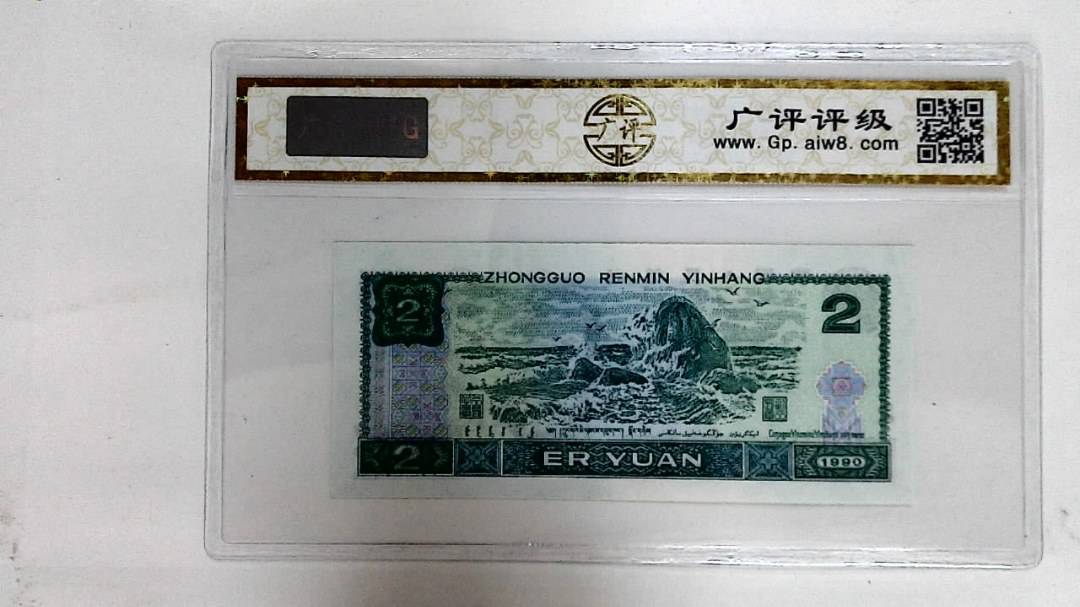 G
广评
广评评级
www. Gp. aiw8. com
ZHONGGUO RENMIN YINHANG
2
2
2
ER YUAN
1990